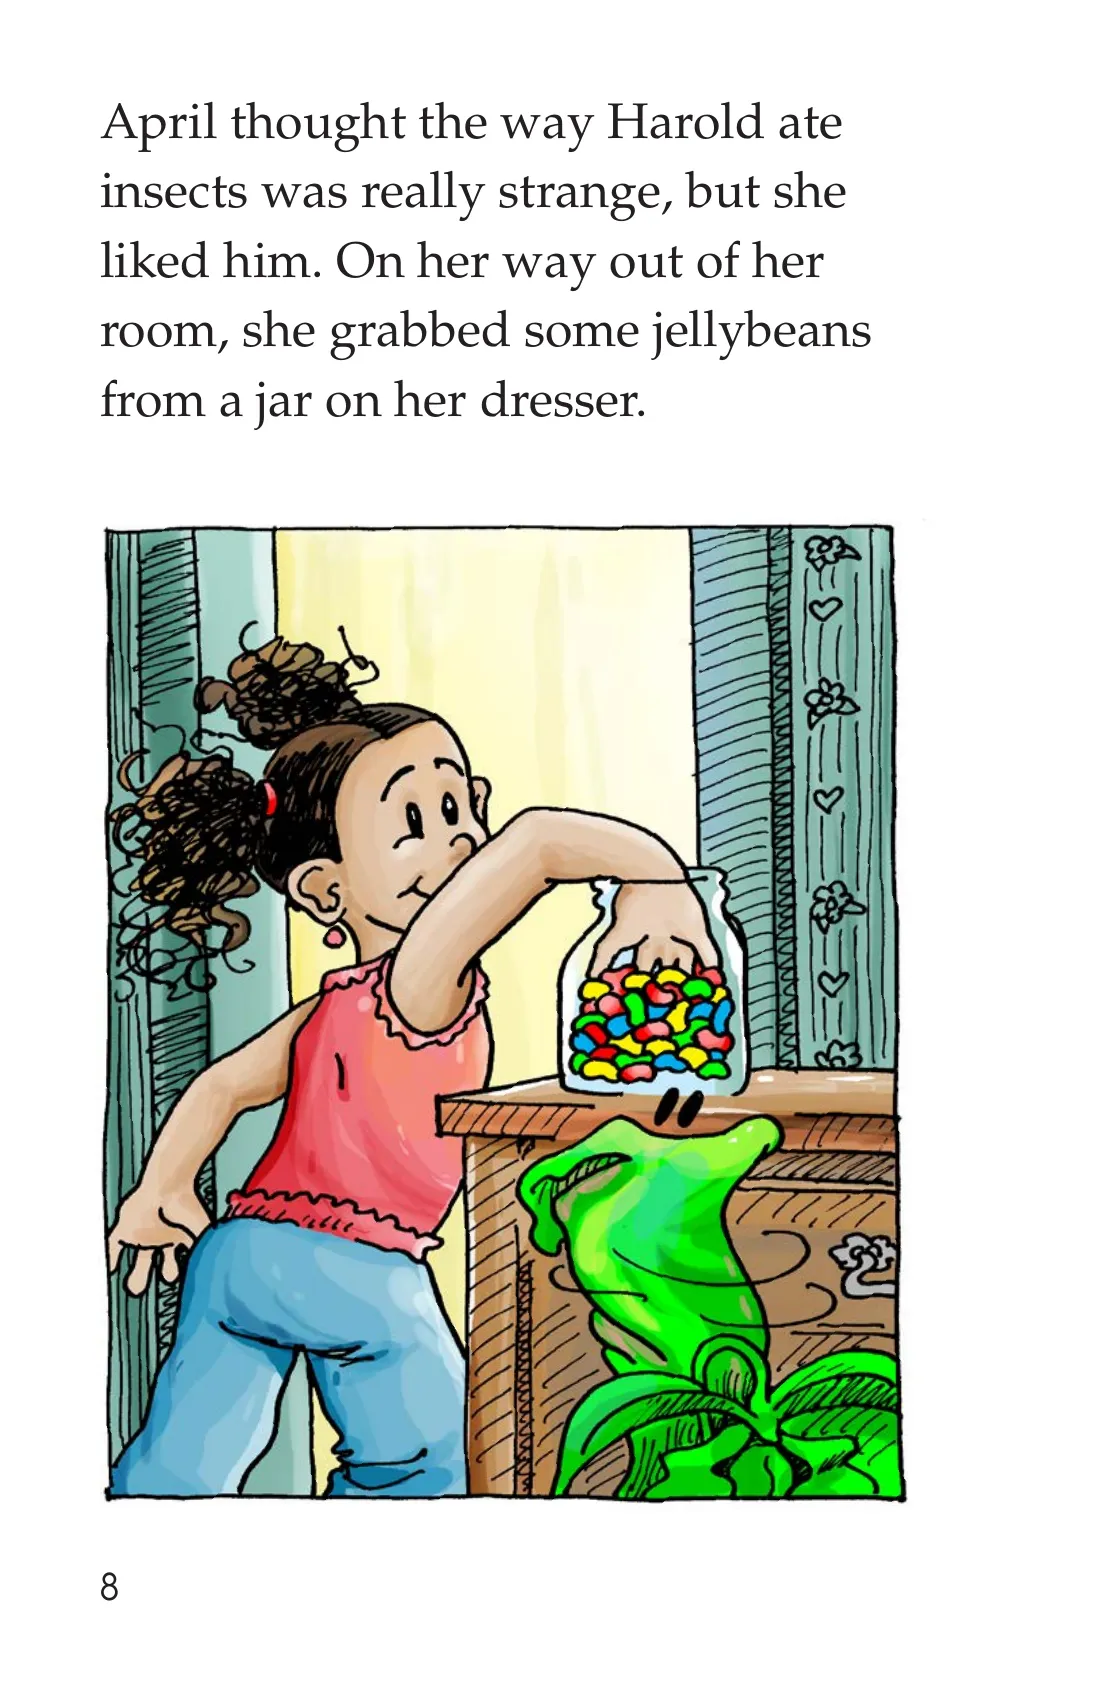 April thought the way Harold ate
insects was really strange, but she
liked him. On her way out of her
room, she grabbed some jellybeans
from a jar on her dresser.
8